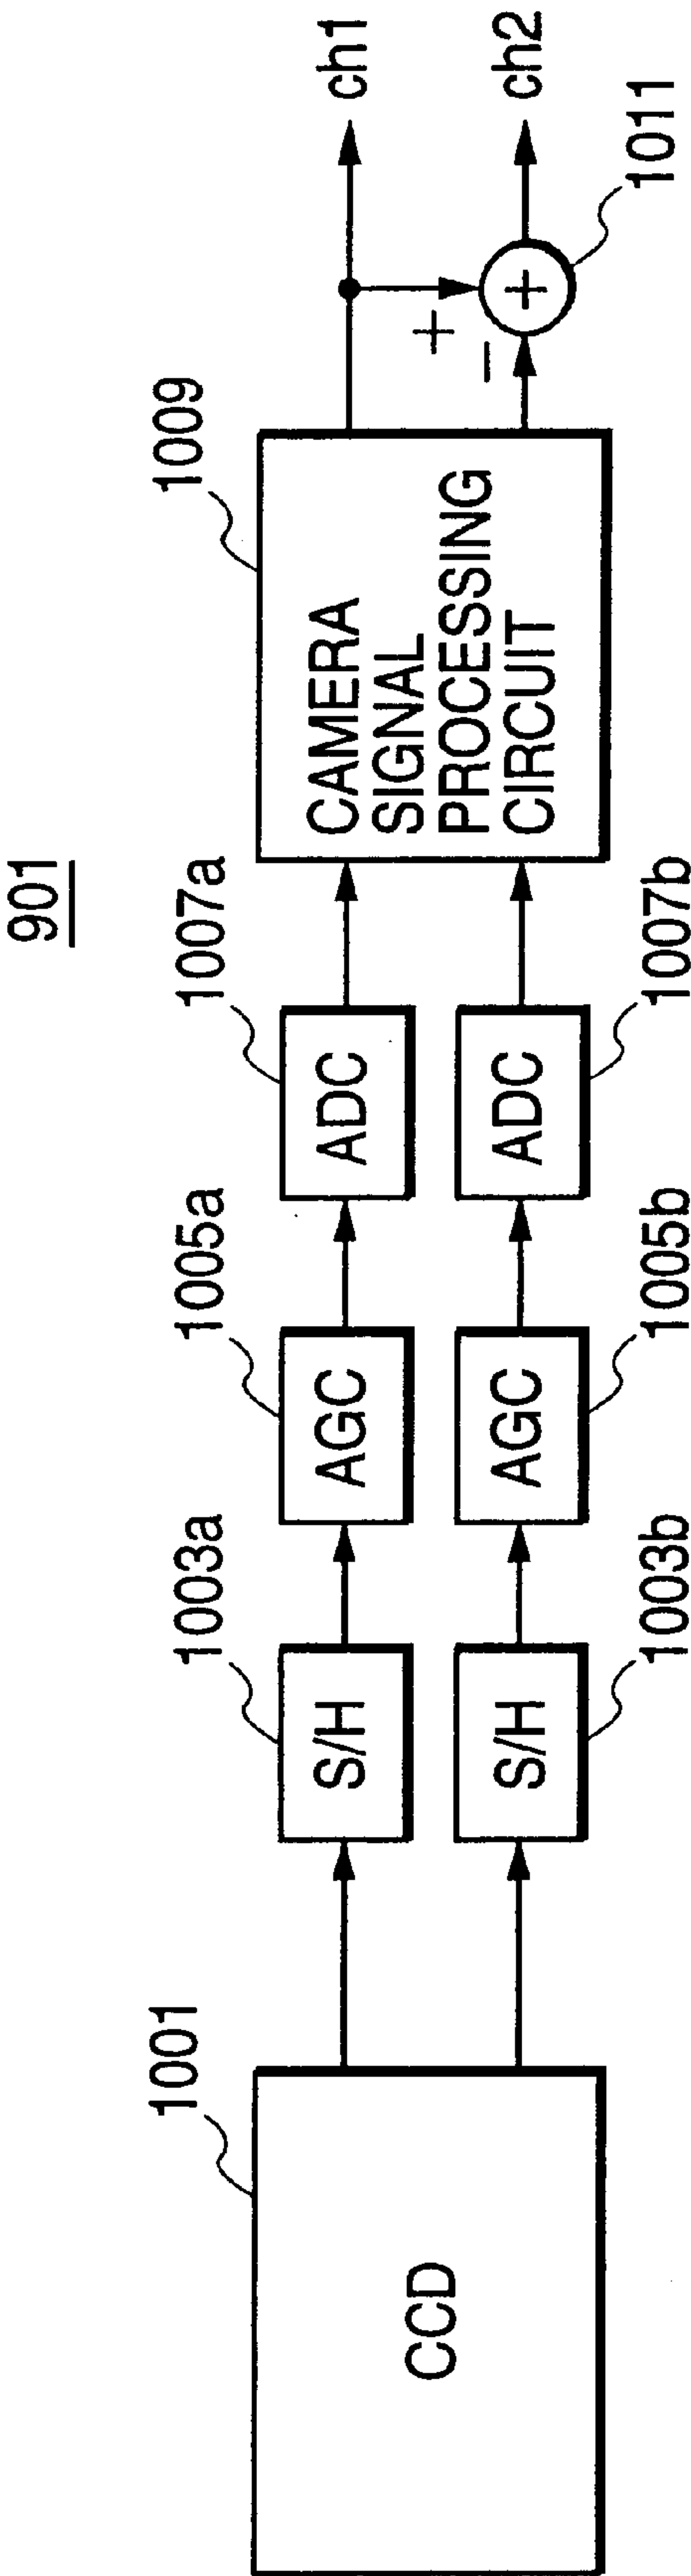 901
1001
CCD
1003a
S/H
1005a
AGC
1007a
ADC
1003b
S/H
1005b
AGC
1007b
ADC
1009
CAMERA
SIGNAL
PROCESSING
CIRCUIT
+
−
+
1011
ch1
ch2